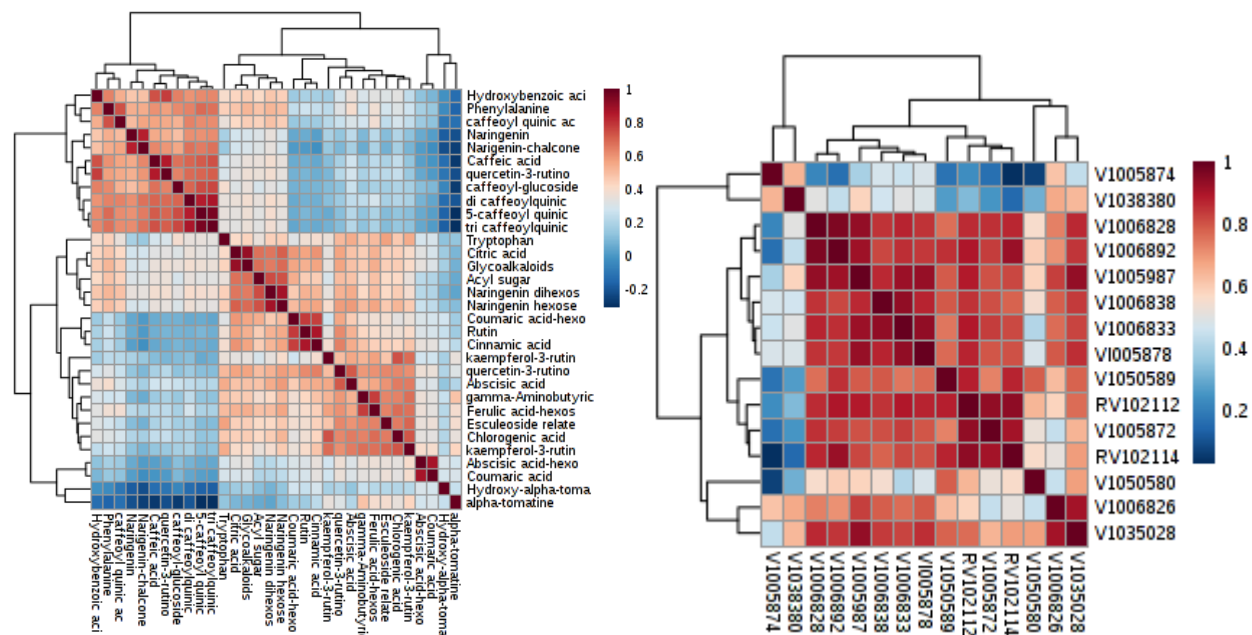 1
0.8
0.6
0.4
0.2
0
-0.2
Hydroxybenzoic aci
Phenylalanine
caffeoyl quinic ac
Naringenin
Narigenin-chalcone
Caffeic acid
quercetin-3-rutino
caffeoyl-glucoside
di caffeoylquinic
5-caffeoyl quinic
tri caffeoylquinic
Tryptophan
Citric acid
Glycoalkaloids
Acyl sugar
Naringenin dihexos
Naringenin hexose
Coumaric acid-hexo
Rutin
Cinnamic acid
kaempferol-3-rutin
quercetin-3-rutino
Abscisic acid
gamma-Aminobutyric
Ferulic acid-hexos
Esculeoside relate
Chlorogenic acid
kaempferol-3-rutin
Abscisic acid-hexo
Coumaric acid
Hydroxy-alpha-toma
alpha-tomatine
Hydroxybenzoic aci
Phenylalanine
caffeoyl quinic ac
Naringenin
Narigenin-chalcone
Caffeic acid
quercetin-3-rutino
caffeoyl-glucoside
di caffeoylquinic
5-caffeoyl quinic
tri caffeoylquinic
Tryptophan
Citric acid
Glycoalkaloids
Acyl sugar
Naringenin dihexos
Naringenin hexose
Coumaric acid-hexo
Rutin
Cinnamic acid
kaempferol-3-rutin
quercetin-3-rutino
Abscisic acid
gamma-Aminobutyric
Ferulic acid-hexos
Esculeoside relate
Chlorogenic acid
kaempferol-3-rutin
Abscisic acid-hexo
Coumaric acid
Hydroxy-alpha-toma
alpha-tomatine
V1005874
V1038380
V1006828
V1006892
V1005987
V1006838
V1006833
VI005878
V1050589
RV102112
V1005872
RV102114
V1050580
V1006826
V1035028
1
0.8
0.6
0.4
0.2
V1005874
V1038380
V1006828
V1006892
V1005987
V1006838
V1006833
VI005878
V1050589
RV102112
V1005872
RV102114
V1050580
V1006826
V1035028